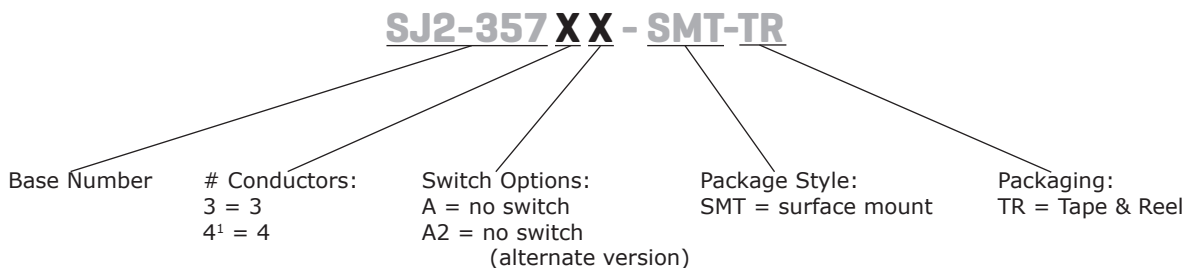 SJ2-357 X X - SMT-TR
Base Number
# Conductors:
3 = 3
4¹ = 4
Switch Options:
A = no switch
A2 = no switch
(alternate version)
Package Style:
SMT = surface mount
Packaging:
TR = Tape & Reel